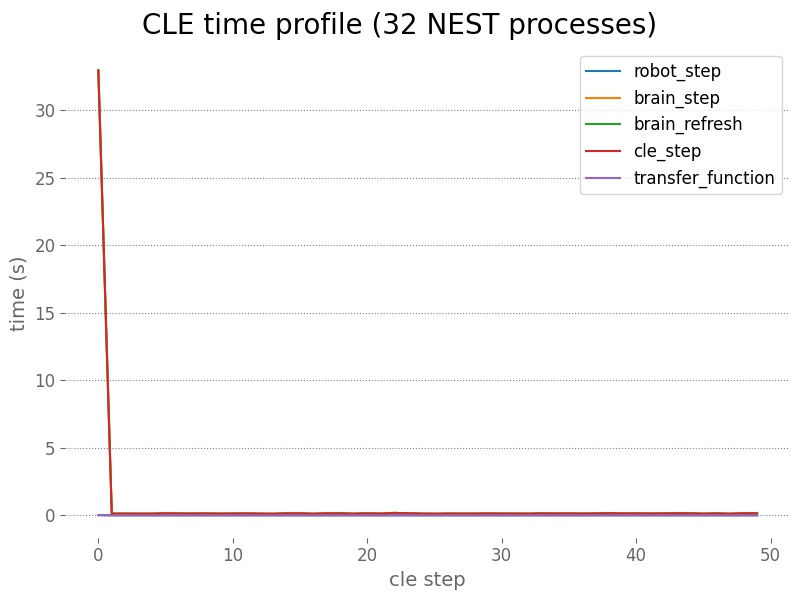 CLE time profile (32 NEST processes)
robot_step
brain_step
brain_refresh
cle_step
transfer_function
30
25
20
15
10
5
0
time (s)
0 10 20 30 40 50
cle step